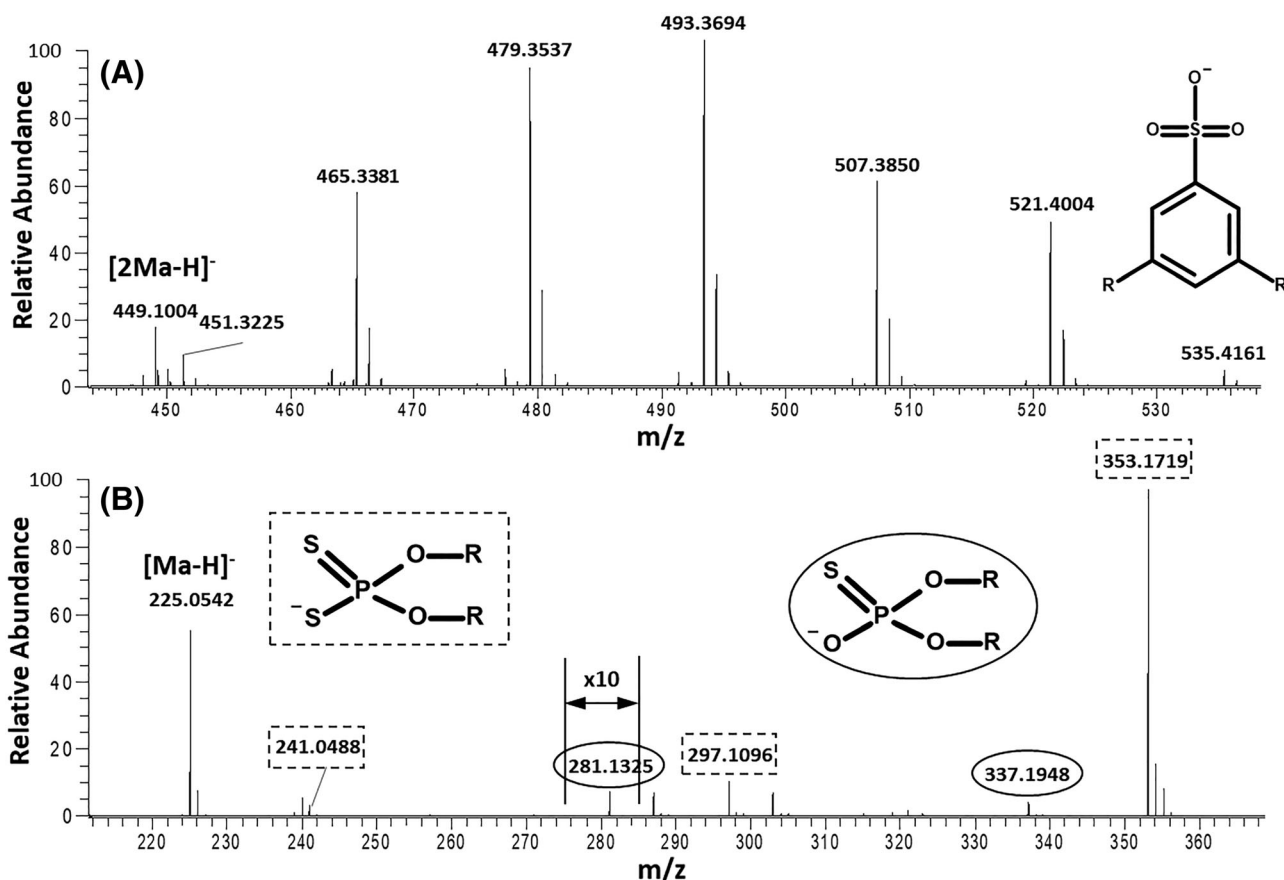 (A)
Relative Abundance
100
80
60
40
20
0
[2Ma-H]⁻
449.1004
451.3225
465.3381
479.3537
493.3694
507.3850
521.4004
535.4161
O⁻
O S O
R R
450 460 470 480 490 500 510 520 530
m/z
(B)
Relative Abundance
100
80
60
40
20
0
[Ma-H]⁻
225.0542
241.0488
S
P
O R
⁻S
O R
x10
281.1325
297.1096
S
P
O R
⁻O
O R
337.1948
353.1719
220 230 240 250 260 270 280 290 300 310 320 330 340 350 360
m/z